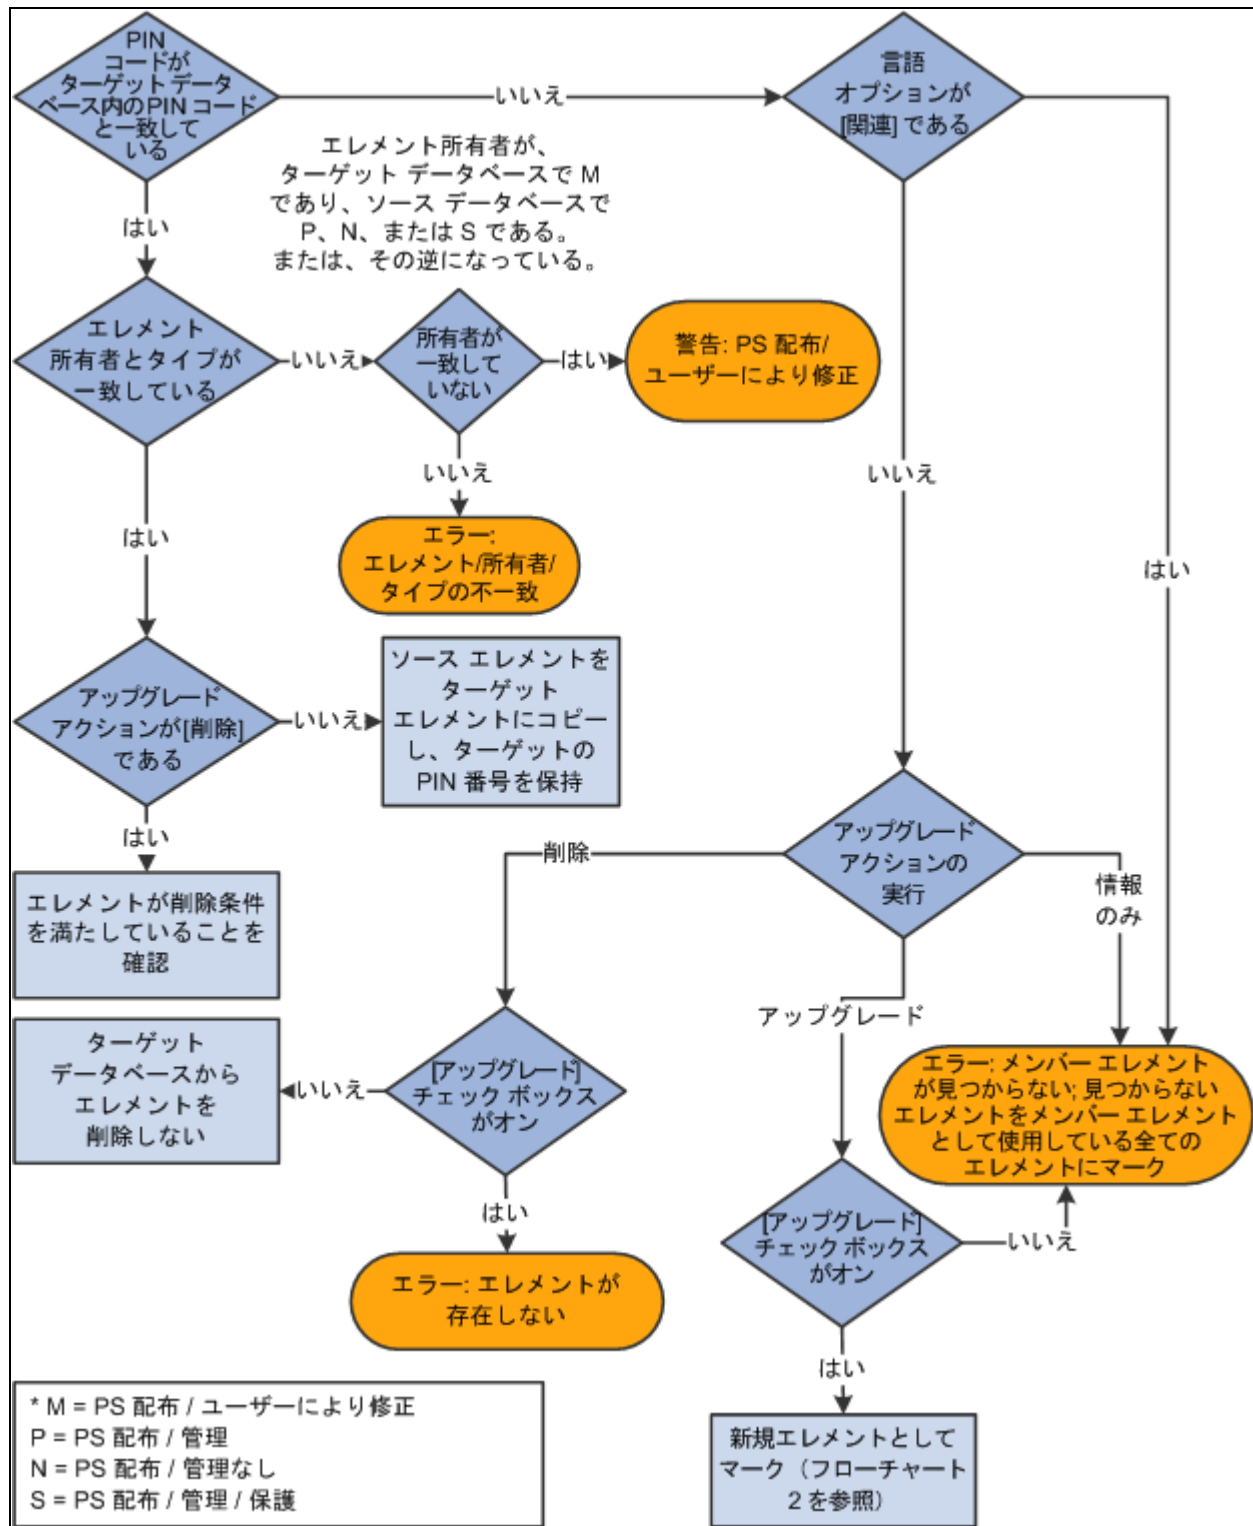 PIN
コードが
ターゲット データ
ベース内のPIN コード
と一致して
いる
いいえ
言語
オプションが
[関連] である
エレメント所有者が、
ターゲット データベースで M
であり、ソース データベースで
P、N、または S である。
または、その逆になっている。
はい
エレメント
所有者とタイプが
一致している
いいえ
所有者が
一致して
いない
はい
警告: PS 配布/
ユーザーにより修正
いいえ
いいえ
エラー:
エレメント/所有者/
タイプの不一致
はい
はい
アップグレード
アクションが[削除]
である
いいえ
ソース エレメントを
ターゲット
エレメントにコピー
し、ターゲットの
PIN 番号を保持
はい
エレメントが削除条件
を満たしていることを
確認
アップグレード
アクションの
実行
削除
情報
のみ
アップグレード
ターゲット
データベースから
エレメントを
削除しない
いいえ
[アップグレード]
チェック ボックス
がオン
はい
エラー: エレメントが
存在しない
エラー: メンバー エレメント
が見つからない; 見つからない
エレメントをメンバー エレメント
として使用している全ての
エレメントにマーク
[アップグレード]
チェック ボックス
がオン
いいえ
はい
新規エレメントとして
マーク（フローチャート
2 を参照）
* M = PS 配布 / ユーザーにより修正
P = PS 配布 / 管理
N = PS 配布 / 管理なし
S = PS 配布 / 管理 / 保護